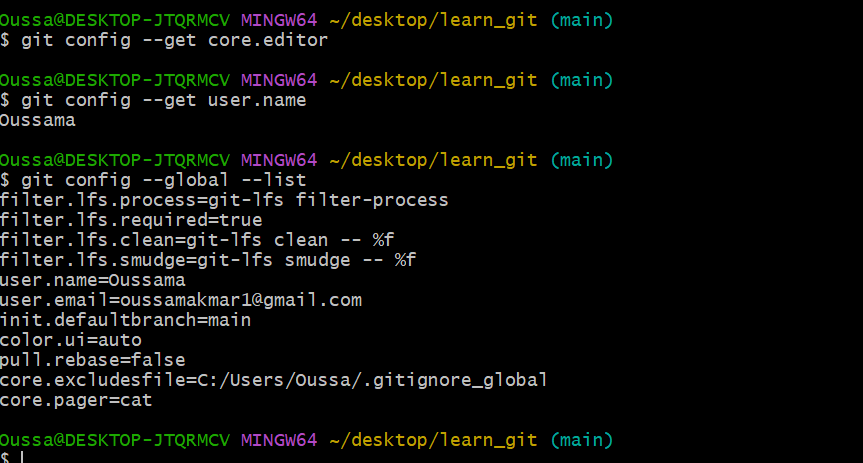 Oussa@DESKTOP-JTQRMCV MINGW64 ~/desktop/learn_git (main)
$ git config --get core.editor
Oussa@DESKTOP-JTQRMCV MINGW64 ~/desktop/learn_git (main)
$ git config --get user.name
Oussama
Oussa@DESKTOP-JTQRMCV MINGW64 ~/desktop/learn_git (main)
$ git config --global --list
filter.lfs.process=git-lfs filter-process
filter.lfs.required=true
filter.lfs.clean=git-lfs clean -- %f
filter.lfs.smudge=git-lfs smudge -- %f
user.name=Oussama
user.email=oussamakmar1@gmail.com
init.defaultbranch=main
color.ui=auto
pull.rebase=false
core.excludesfile=C:/Users/Oussa/.gitignore_global
core.pager=cat
Oussa@DESKTOP-JTQRMCV MINGW64 ~/desktop/learn_git (main)
$